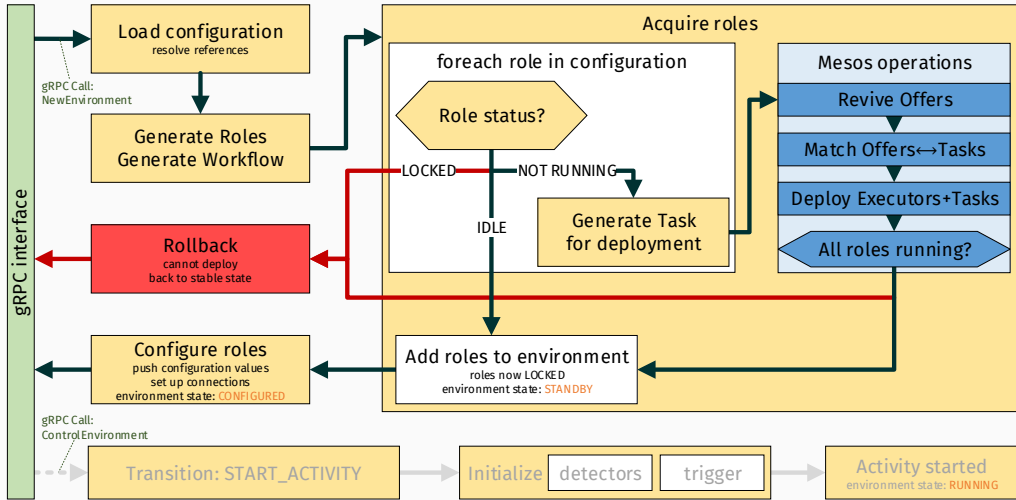 gRPC interface
Load configuration
resolve references
gRPC Call:
NewEnvironment
Generate Roles
Generate Workflow
Acquire roles
foreach role in configuration
Role status?
LOCKED
NOT RUNNING
IDLE
Generate Task
for deployment
Mesos operations
Revive Offers
Match Offers↔Tasks
Deploy Executors+Tasks
All roles running?
Rollback
cannot deploy
back to stable state
Add roles to environment
roles now LOCKED
environment state: STANDBY
Configure roles
push configuration values
set up connections
environment state: CONFIGURED
gRPC Call:
ControlEnvironment
Transition: START_ACTIVITY
Initialize
detectors
trigger
Activity started
environment state: RUNNING